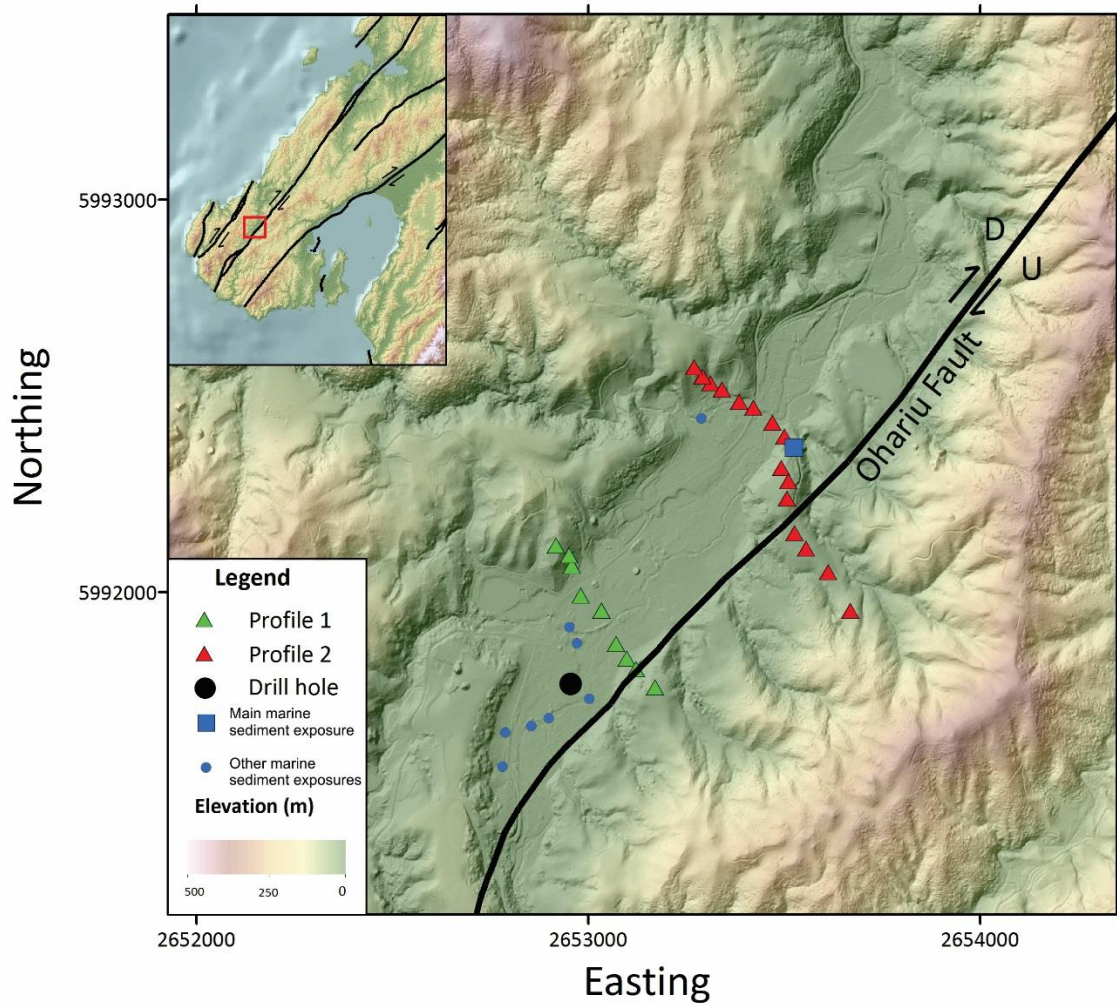 5993000
D
U
Ohariu Fault
Northing
5992000
Legend
Profile 1
Profile 2
Drill hole
Main marine
sediment exposure
Other marine
sediment exposures
Elevation (m)
500
250
0
2652000
2653000
2654000
Easting